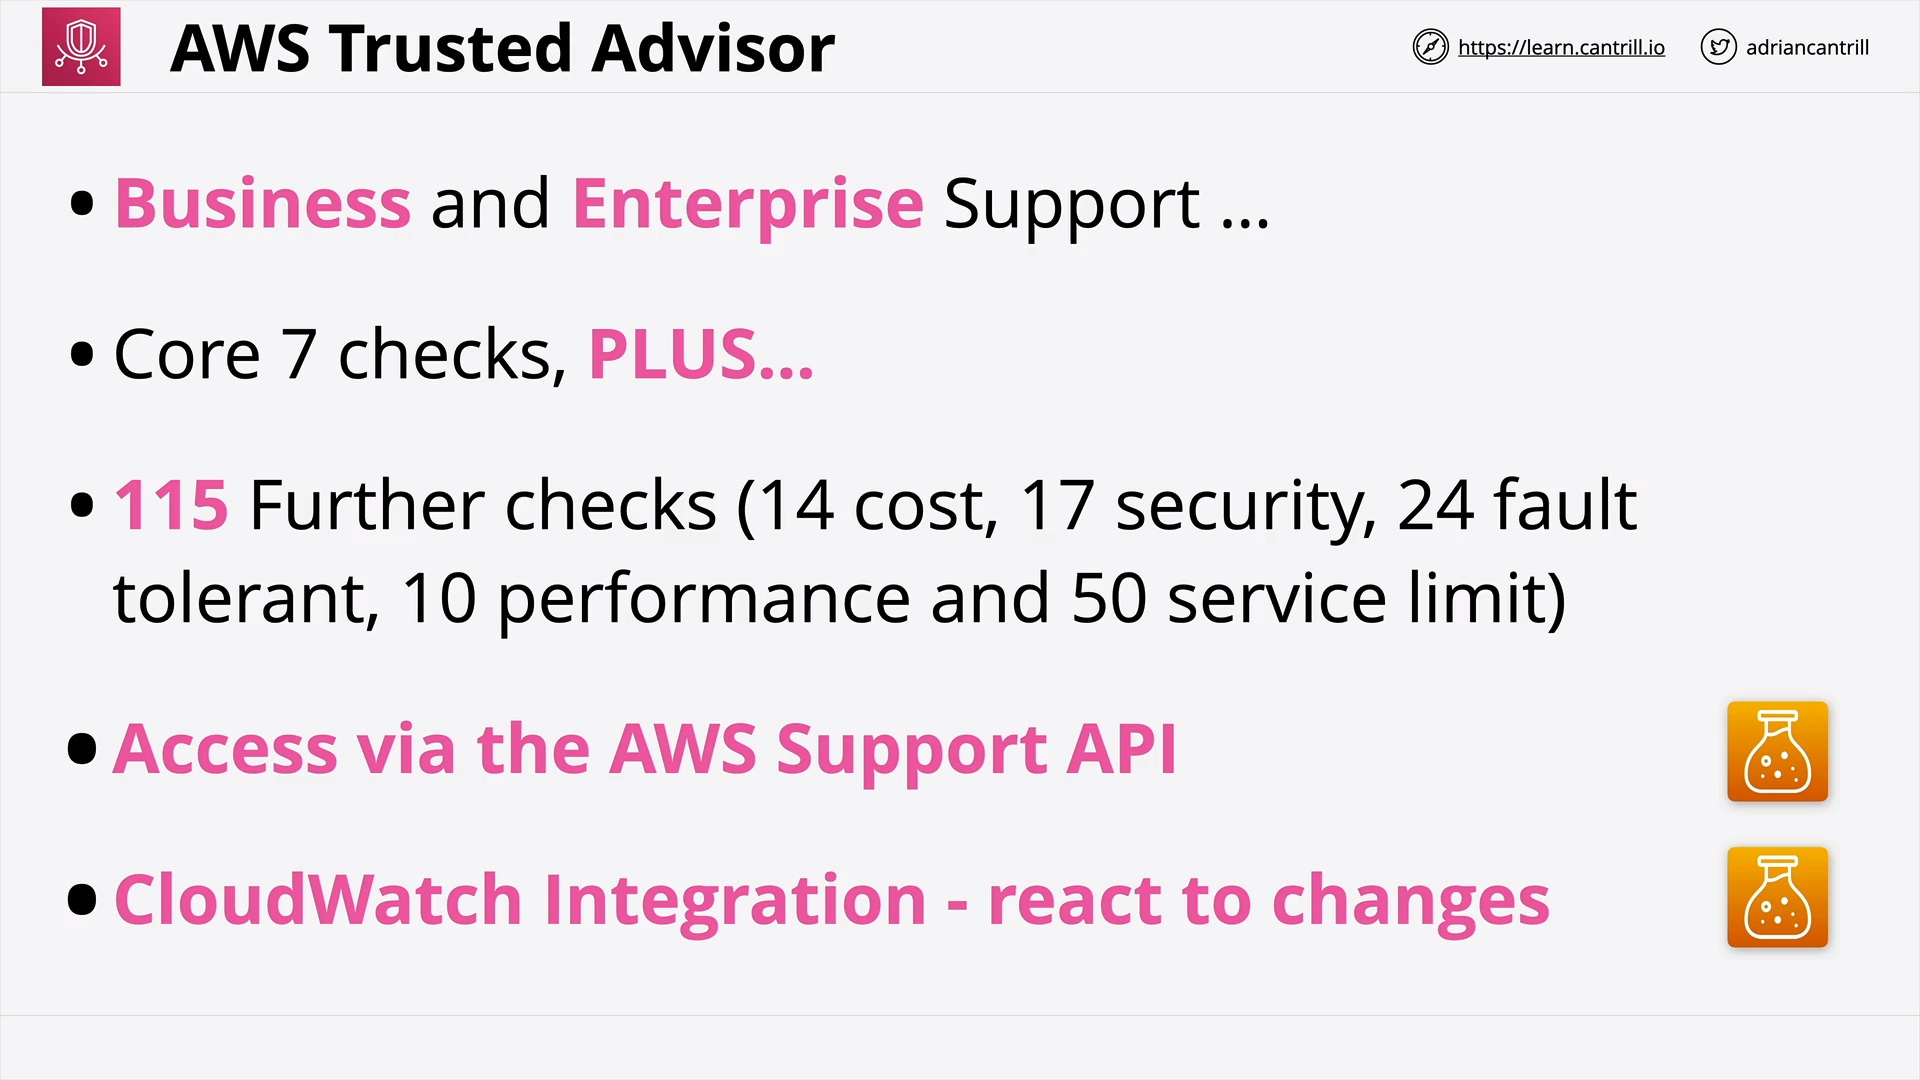 AWS Trusted Advisor
https://learn.cantrill.io
adriancantrill
• Business and Enterprise Support ...
• Core 7 checks, PLUS...
• 115 Further checks (14 cost, 17 security, 24 fault
tolerant, 10 performance and 50 service limit)
• Access via the AWS Support API
• CloudWatch Integration - react to changes